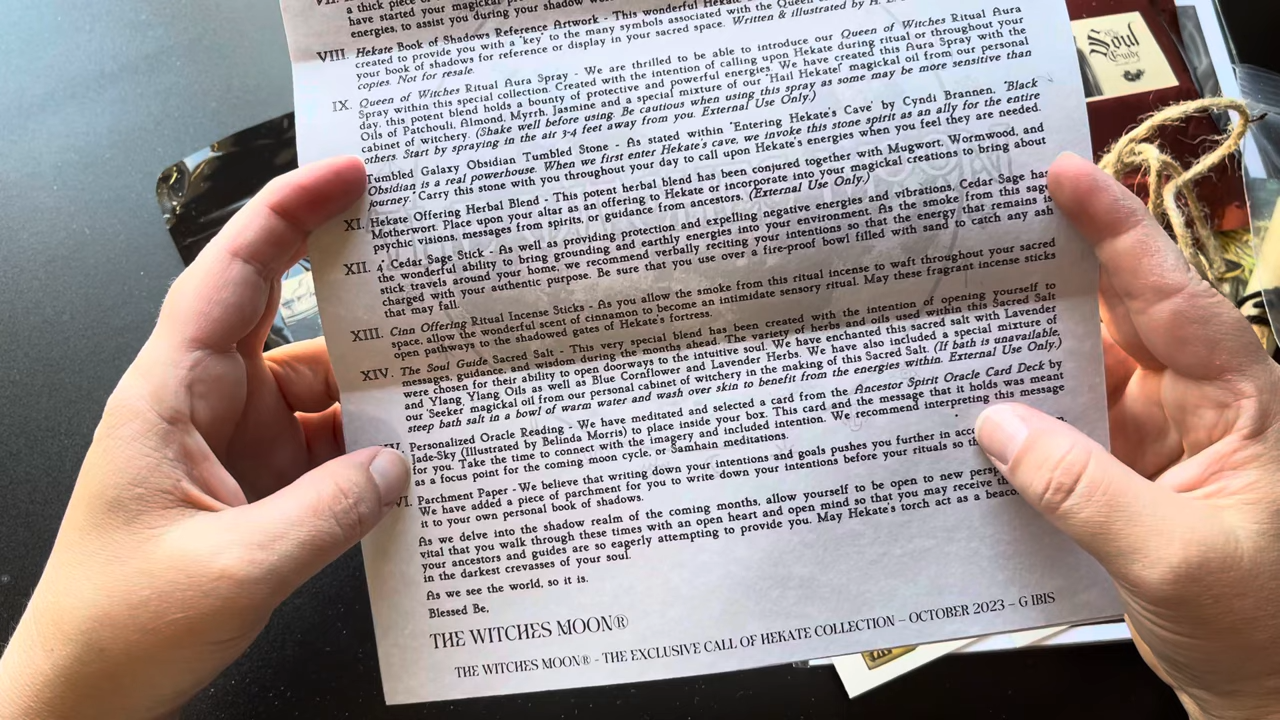 VII.
a thick piece of
have started your magickal
energies, to assist you during your shadow
VIII. Hekate Book of Shadows Reference Artwork - This wonderful Hekate
created to provide you with a "key" to the many symbols associated with the Queen of
your book of shadows for reference or display in your sacred space. Written & illustrated by H.
copies. Not for resale.
IX. Queen of Witches Ritual Aura Spray - We are thrilled to be able to introduce our Queen of Witches Ritual Aura
Spray within this special collection. Created with the intention of calling upon Hekate during ritual or throughout your
day, this potent blend holds a bounty of protective and powerful energies. We have created this Aura Spray with the
Oils of Patchouli, Almond, Myrrh, Jasmine and a special mixture of our "Hail Hekate" magickal oil from our personal
cabinet of witchery. (Shake well before using. Be cautious when using this spray as some may be more sensitive than
others. Start by spraying in the air 3-4 feet away from you. External Use Only.)
Tumbled Galaxy Obsidian Tumbled Stone - As stated within 'Entering Hekate's Cave' by Cyndi Brannen, "Black
Obsidian is a real powerhouse. When we first enter Hekate's cave, we invoke this stone spirit as an ally for the entire
journey. Carry this stone with you throughout your day to call upon Hekate's energies when you feel they are needed.
XI. Hekate Offering Herbal Blend - This potent herbal blend has been conjured together with Mugwort, Wormwood, and
Motherwort. Place upon your altar as an offering to Hekate or incorporate into your magickal creations to bring about
psychic visions, messages from spirits, or guidance from ancestors. (External Use Only.)
XII. 4" Cedar Sage Stick - As well as providing protection and expelling negative energies and vibrations, Cedar Sage has
the wonderful ability to bring grounding and earthly energies into your environment. As the smoke from this sage
stick travels around your home, we recommend verbally reciting your intentions so that the energy that remains is
charged with your authentic purpose. Be sure that you use over a fire-proof bowl filled with sand to catch any ash
that may fall.
XIII. Cinn Offering Ritual Incense Sticks - As you allow the smoke from this ritual incense to waft throughout your sacred
space, allow the wonderful scent of cinnamon to become an intimidate sensory ritual. May these fragrant incense sticks
open pathways to the shadowed gates of Hekate's fortress.
XIV. The Soul Guide Sacred Salt - This very special blend has been created with the intention of opening yourself to
messages, guidance, and wisdom during the months ahead. The variety of herbs and oils used within this Sacred Salt
were chosen for their ability to open doorways to the intuitive soul. We have enchanted this sacred salt with Lavender
and Ylang Ylang Oils as well as Blue Cornflower and Lavender Herbs. We have also included a special mixture of
our 'Seeker' magickal oil from our personal cabinet of witchery in the making of this Sacred Salt. (If bath is unavailable,
steep bath salt in a bowl of warm water and wash over skin to benefit from the energies within. External Use Only.)
Personalized Oracle Reading - We have meditated and selected a card from the Ancestor Spirit Oracle Card Deck by
Jade-Sky (Illustrated by Belinda Morris) to place inside your box. This card and the message that it holds was meant
for you. Take the time to connect with the imagery and included intention. We recommend interpreting this message
as a focus point for the coming moon cycle, or Samhain meditations.
VI. Parchment Paper - We believe that writing down your intentions and goals pushes you further in
We have added a piece of parchment for you to write down your intentions before your rituals so
it to your own personal book of shadows.
As we delve into the shadow realm of the coming months, allow yourself to be open to new
vital that you walk through these times with an open heart and open mind so that you may receive
your ancestors and guides are so eagerly attempting to provide you. May Hekate's torch act as a
in the darkest crevasses of your soul.
As we see the world, so it is.
Blessed Be,
THE WITCHES MOON®
THE WITCHES MOON® - THE EXCLUSIVE CALL OF HEKATE COLLECTION – OCTOBER 2023 – G IBIS
Soul
Guide